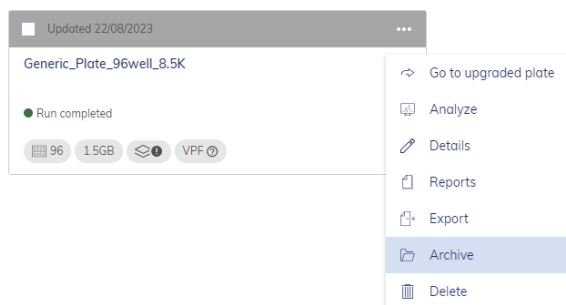 Updated 22/08/2023
Generic_Plate_96well_8.5K
Run completed
96 1.5GB VPF
Go to upgraded plate
Analyze
Details
Reports
Export
Archive
Delete